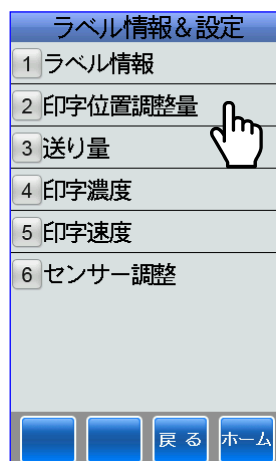 ラベル情報&設定
1 ラベル情報
2 印字位置調整量
3 送り量
4 印字濃度
5 印字速度
6 センサー調整
戻る ホーム